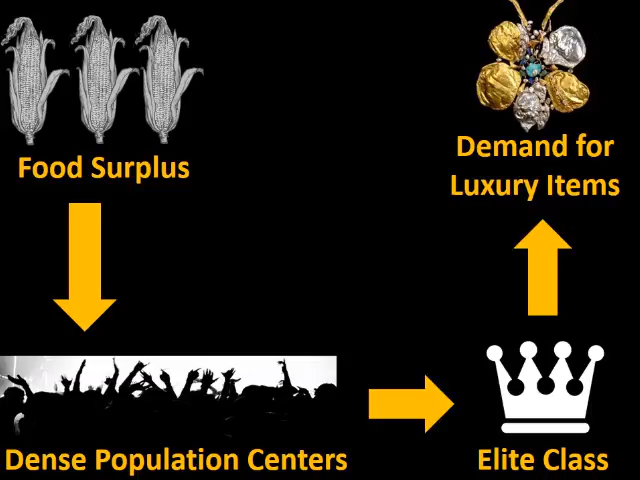 Food Surplus
Demand for
Luxury Items
Dense Population Centers
Elite Class